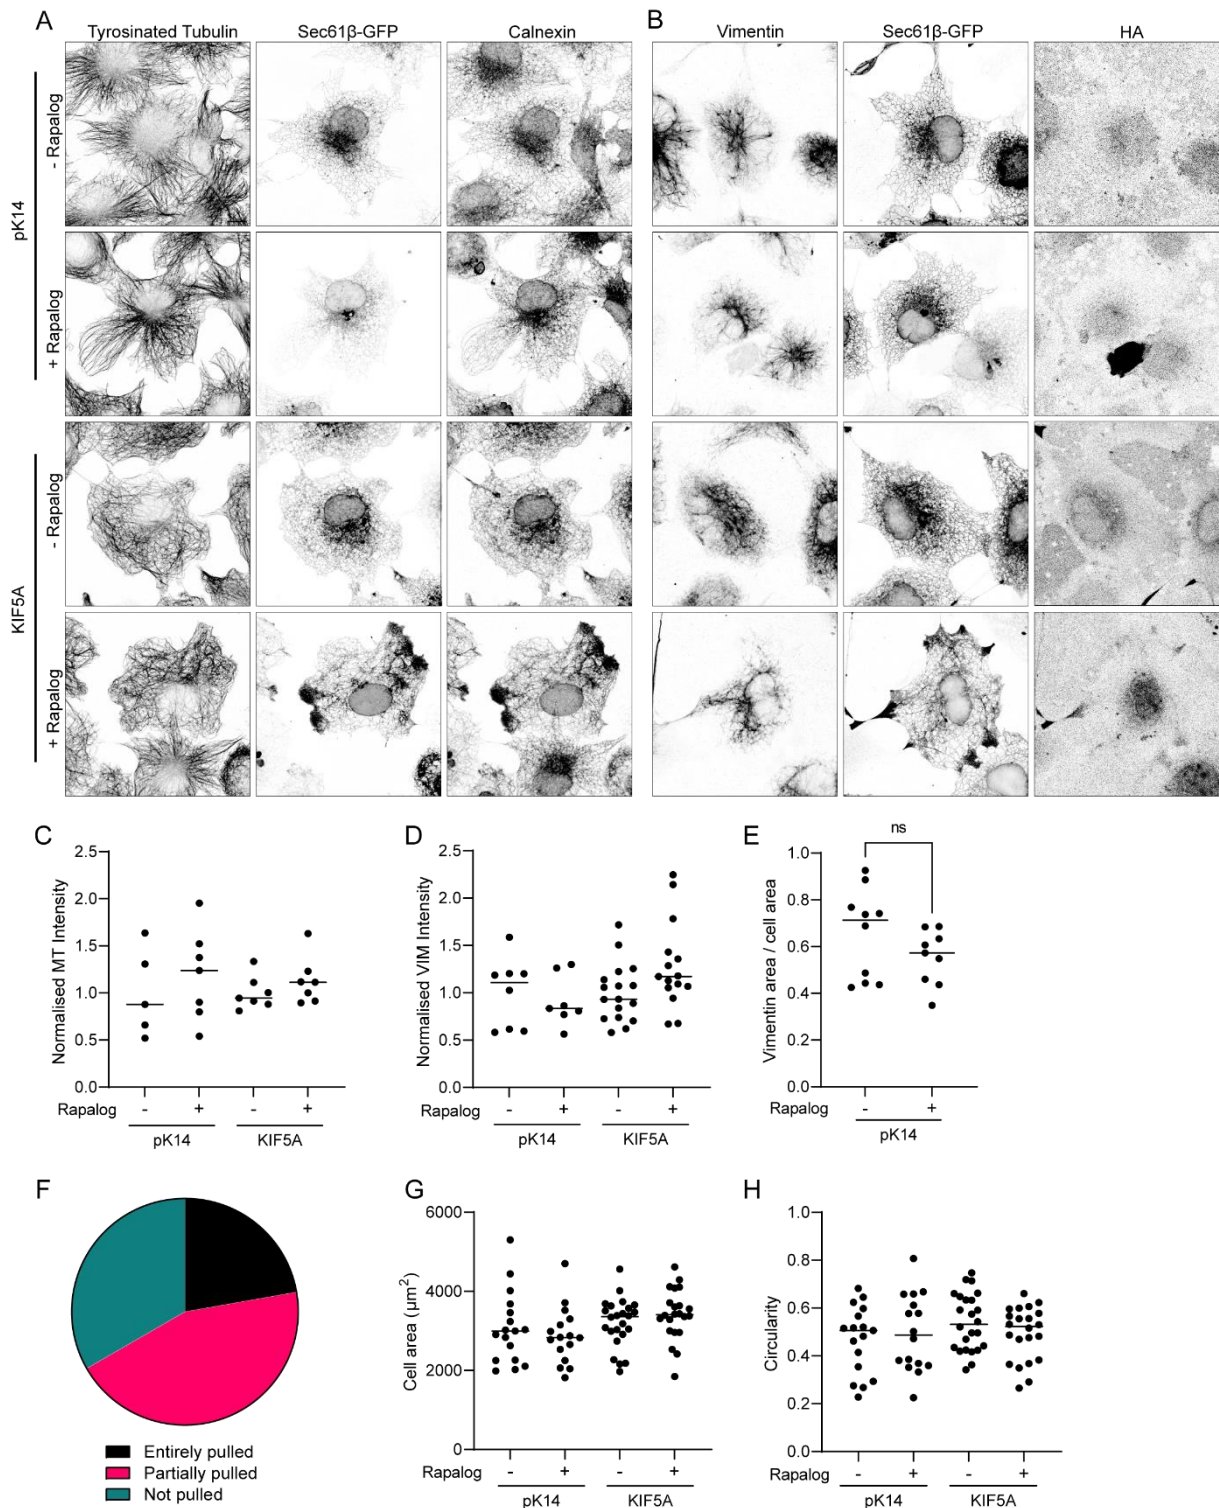 A
B
Tyrosinated Tubulin
Sec61β-GFP
Calnexin
Vimentin
Sec61β-GFP
HA
pK14
- Rapalog
+ Rapalog
KIF5A
- Rapalog
+ Rapalog
C
Normalised MT Intensity
2.5
2.0
1.5
1.0
0.5
0.0
Rapalog
- + - +
pK14 KIF5A
D
Normalised VIM Intensity
2.5
2.0
1.5
1.0
0.5
0.0
Rapalog
- + - +
pK14 KIF5A
E
ns
Vimentin area / cell area
1.0
0.8
0.6
0.4
0.2
0.0
Rapalog
- +
pK14
F
Entirely pulled
Partially pulled
Not pulled
G
Cell area (µm²)
6000
4000
2000
0
Rapalog
- + - +
pK14 KIF5A
H
Circularity
1.0
0.8
0.6
0.4
0.2
0.0
Rapalog
- + - +
pK14 KIF5A